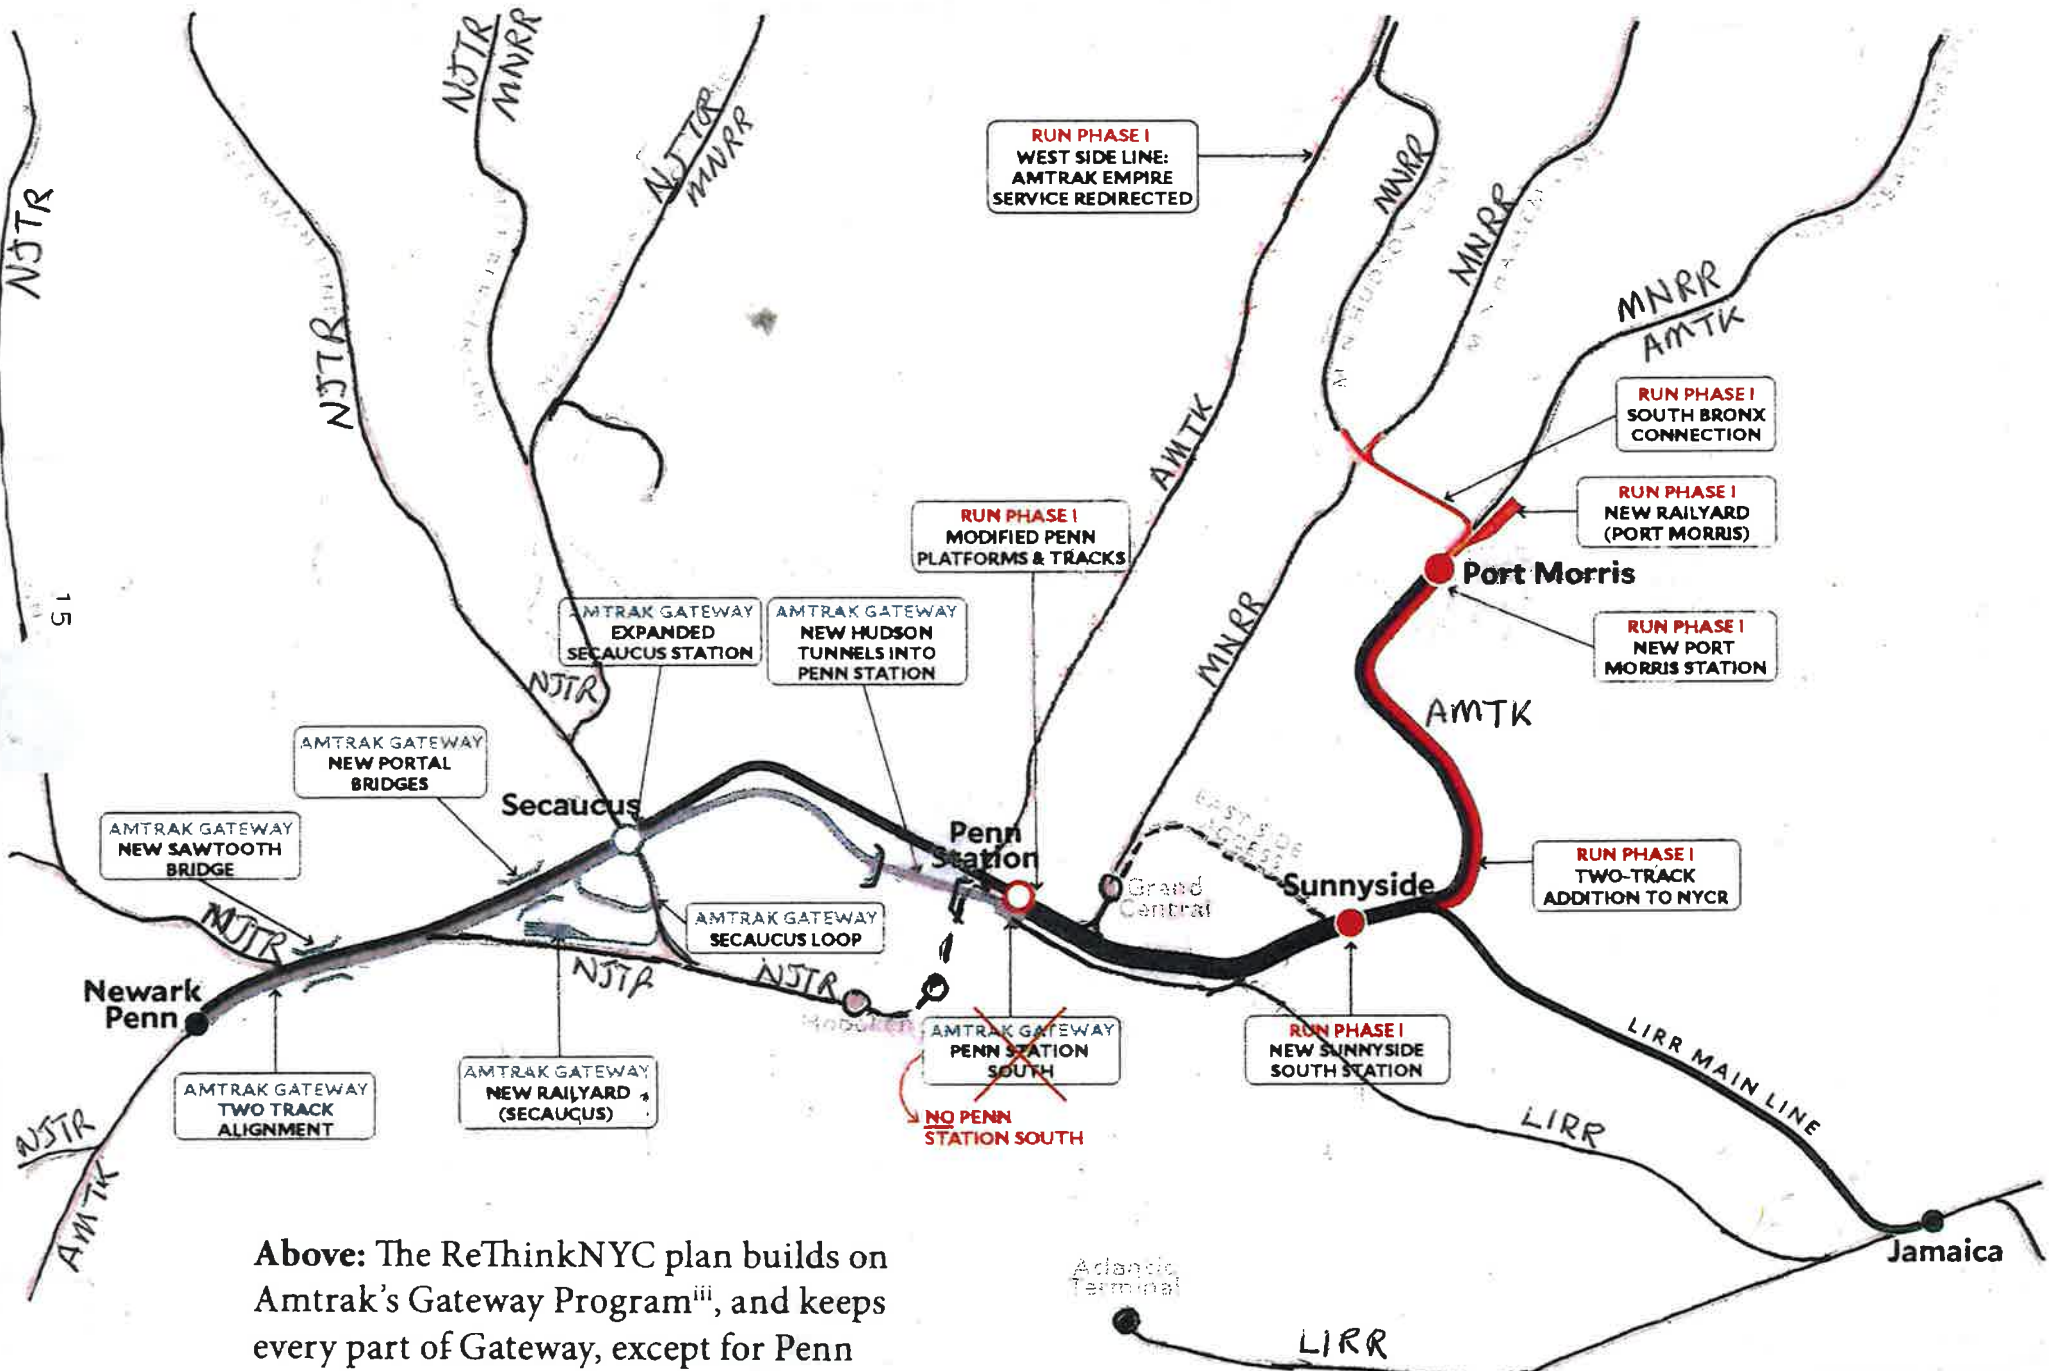 NJTR
MNRR
NJTR
MNRR
NJTR
NJTR
RUN PHASE I
WEST SIDE LINE:
AMTRAK EMPIRE
SERVICE REDIRECTED
MNRR
MNRR
MNRR
AMTK
RUN PHASE I
SOUTH BRONX
CONNECTION
AMTK
RUN PHASE I
NEW RAILYARD
(PORT MORRIS)
RUN PHASE I
MODIFIED PENN
PLATFORMS & TRACKS
Port Morris
15
AMTRAK GATEWAY
EXPANDED
SECAUCUS STATION
AMTRAK GATEWAY
NEW HUDSON
TUNNELS INTO
PENN STATION
MNRR
RUN PHASE I
NEW PORT
MORRIS STATION
NJTR
AMTK
AMTRAK GATEWAY
NEW PORTAL
BRIDGES
Secaucus
AMTRAK GATEWAY
NEW SAWTOOTH
BRIDGE
Penn
Station
EAST SIDE
ACCESS
Grand
Central
Sunnyside
RUN PHASE I
TWO-TRACK
ADDITION TO NYCR
AMTRAK GATEWAY
SECAUCUS LOOP
NJTR
NJTR
NJTR
Newark
Penn
Hoboken
AMTRAK GATEWAY
PENN STATION
SOUTH
RUN PHASE I
NEW SUNNYSIDE
SOUTH STATION
LIRR MAIN LINE
AMTRAK GATEWAY
TWO TRACK
ALIGNMENT
AMTRAK GATEWAY
NEW RAILYARD
(SECAUCUS)
NO PENN
STATION SOUTH
LIRR
NJTR
AMTK
Jamaica
Atlantic
Terminal
LIRR
Above: The ReThinkNYC plan builds on
Amtrak's Gateway Programⁱⁱⁱ, and keeps
every part of Gateway, except for Penn